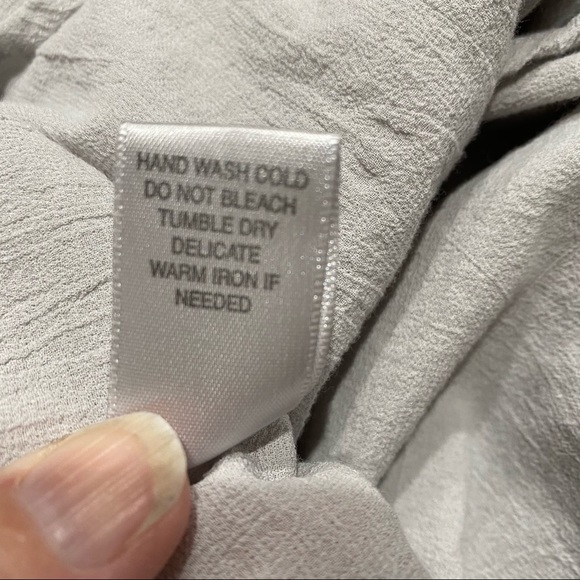 HAND WASH COLD
DO NOT BLEACH
TUMBLE DRY
DELICATE
WARM IRON IF
NEEDED